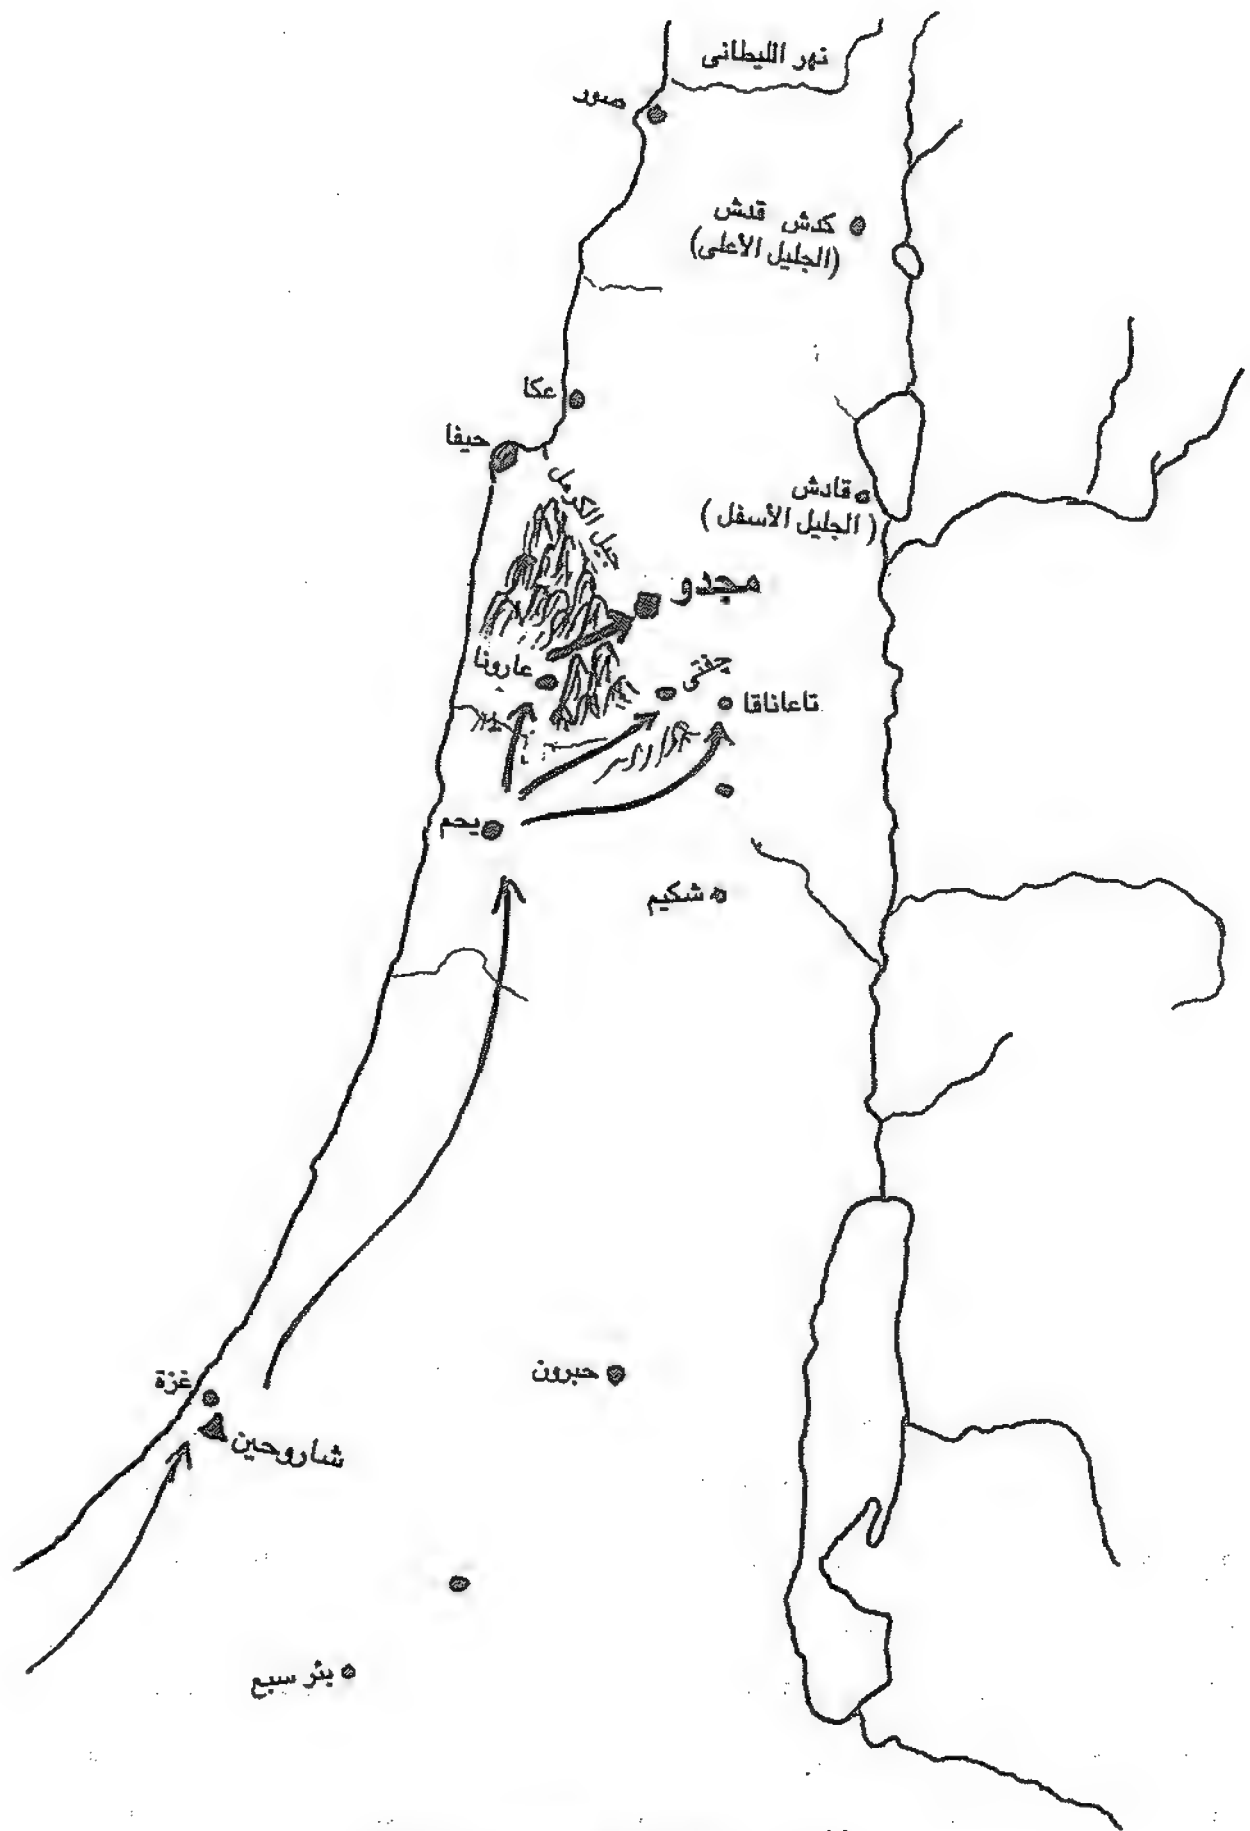 نهر الليطانى
صور
كدش قدش
(الجليل الأعلى)
عكا
حيفا
جبل الكرمل
قادش
(الجليل الأسفل)
مجدو
عارونا
جفتى
تاعاناقا
يحم
شكيم
غزة
حبرون
شاروحين
بئر سبع